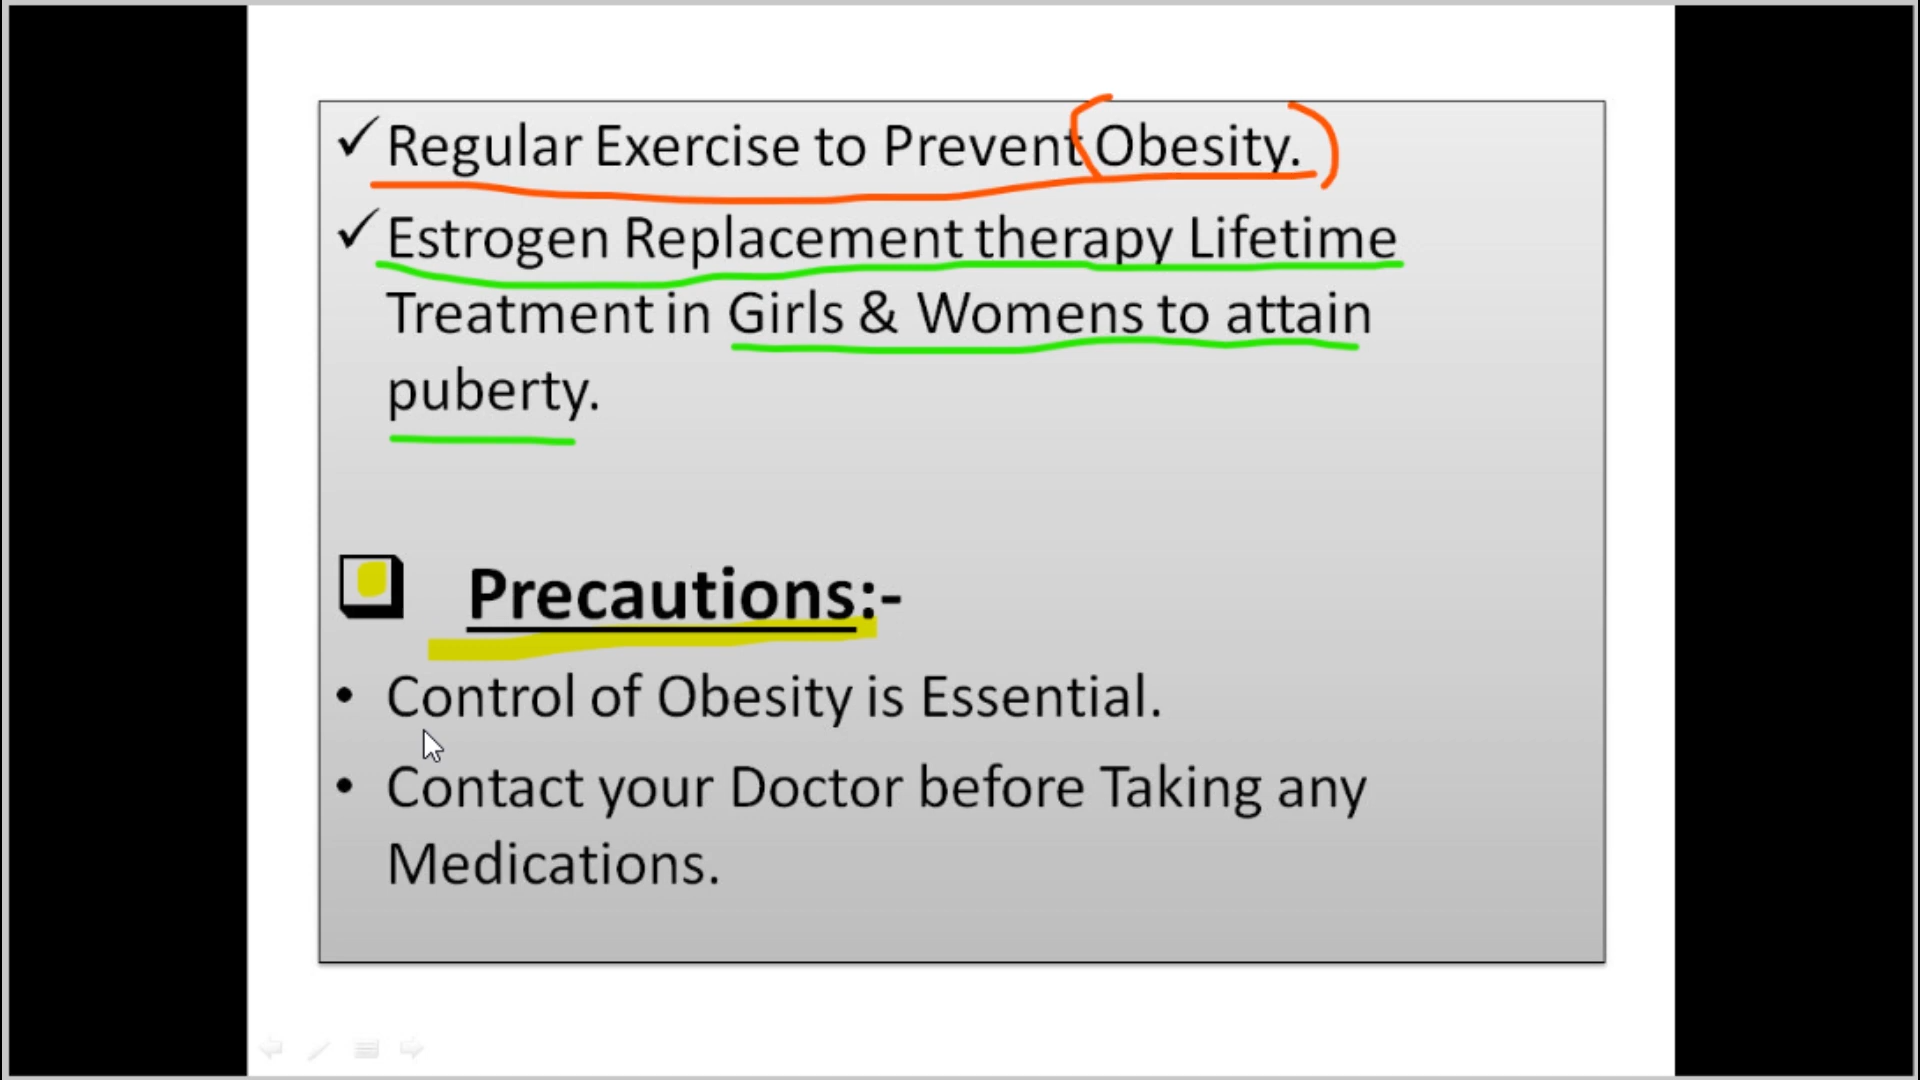 ✓ Regular Exercise to Prevent Obesity.
✓ Estrogen Replacement therapy Lifetime
Treatment in Girls & Womens to attain
puberty.
Precautions:-
• Control of Obesity is Essential.
• Contact your Doctor before Taking any
Medications.